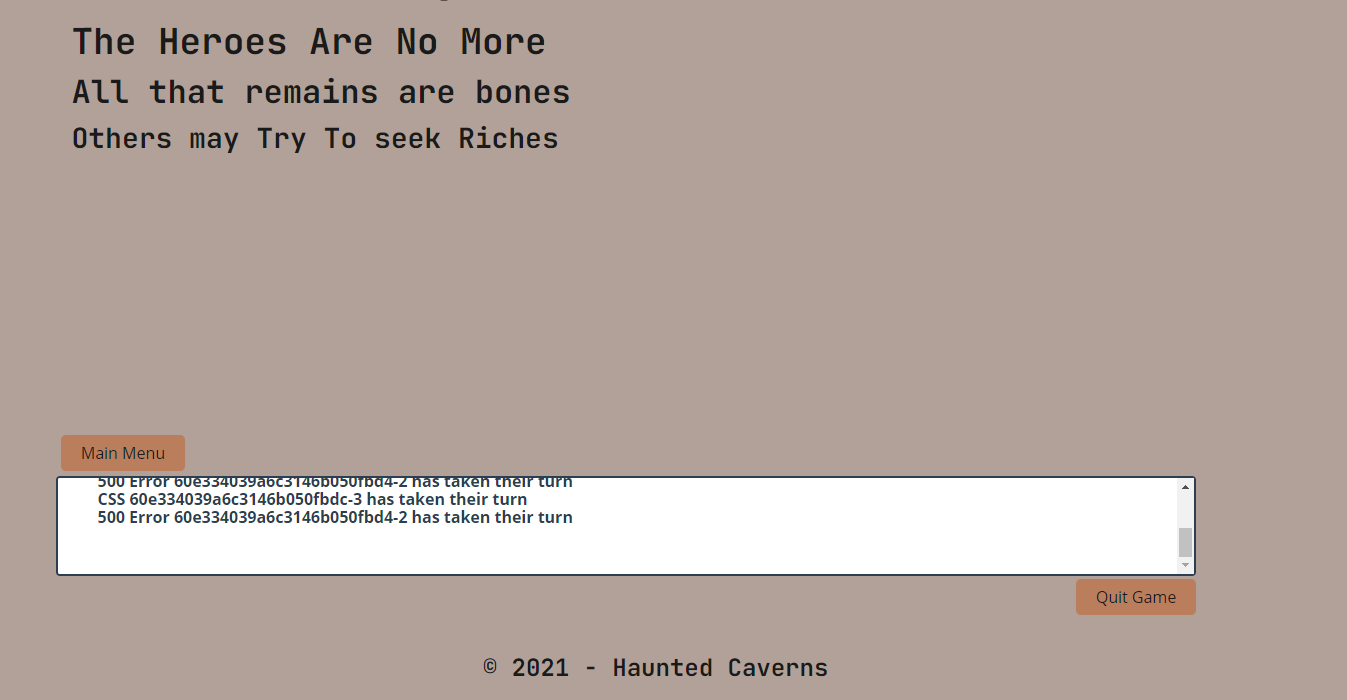 The Heroes Are No More
All that remains are bones
Others may Try To seek Riches
Main Menu
500 Error 60e334039a6c3146b050fbd4-2 has taken their turn
CSS 60e334039a6c3146b050fbdc-3 has taken their turn
500 Error 60e334039a6c3146b050fbd4-2 has taken their turn
Quit Game
© 2021 - Haunted Caverns